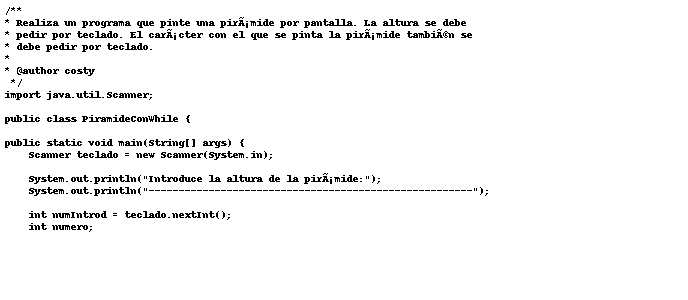 /**
* Realiza un programa que pinte una pirÃ¡mide por pantalla. La altura se debe
* pedir por teclado. El carÃ¡cter con el que se pinta la pirÃ¡mide tambiÃ©n se
* debe pedir por teclado.
*
* @author costy
*/
import java.util.Scanner;
public class PiramideConWhile {
public static void main(String[] args) {
Scanner teclado = new Scanner(System.in);
System.out.println("Introduce la altura de la pirÃ¡mide:");
System.out.println("------------------------------------------------------");
int numIntrod = teclado.nextInt();
int numero;